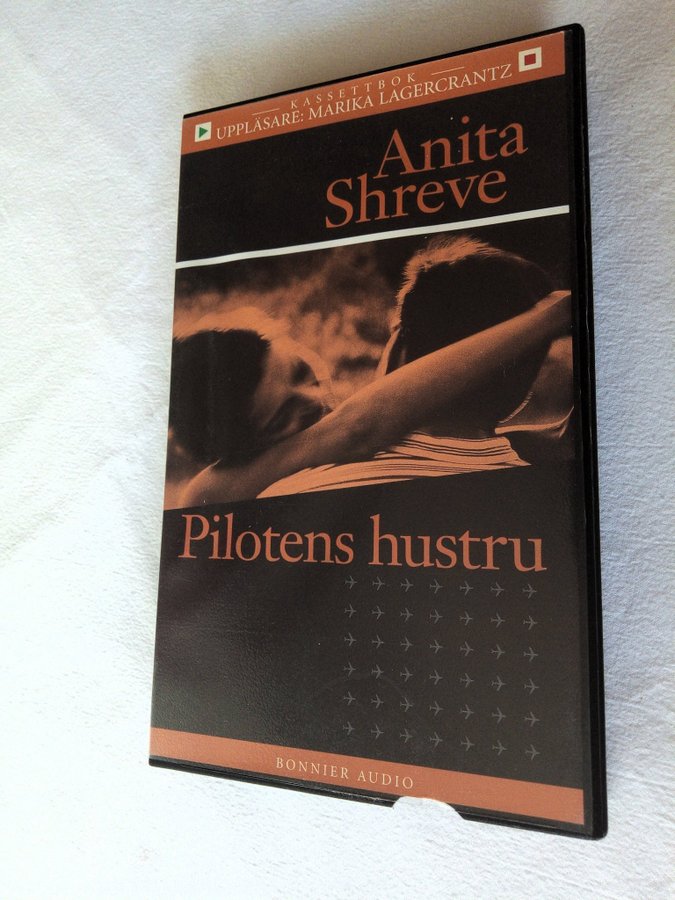 KASSETTBOK
UPPLÄSARE: MARIKA LAGERCRANTZ
Anita
Shreve
Pilotens hustru
BONNIER AUDIO